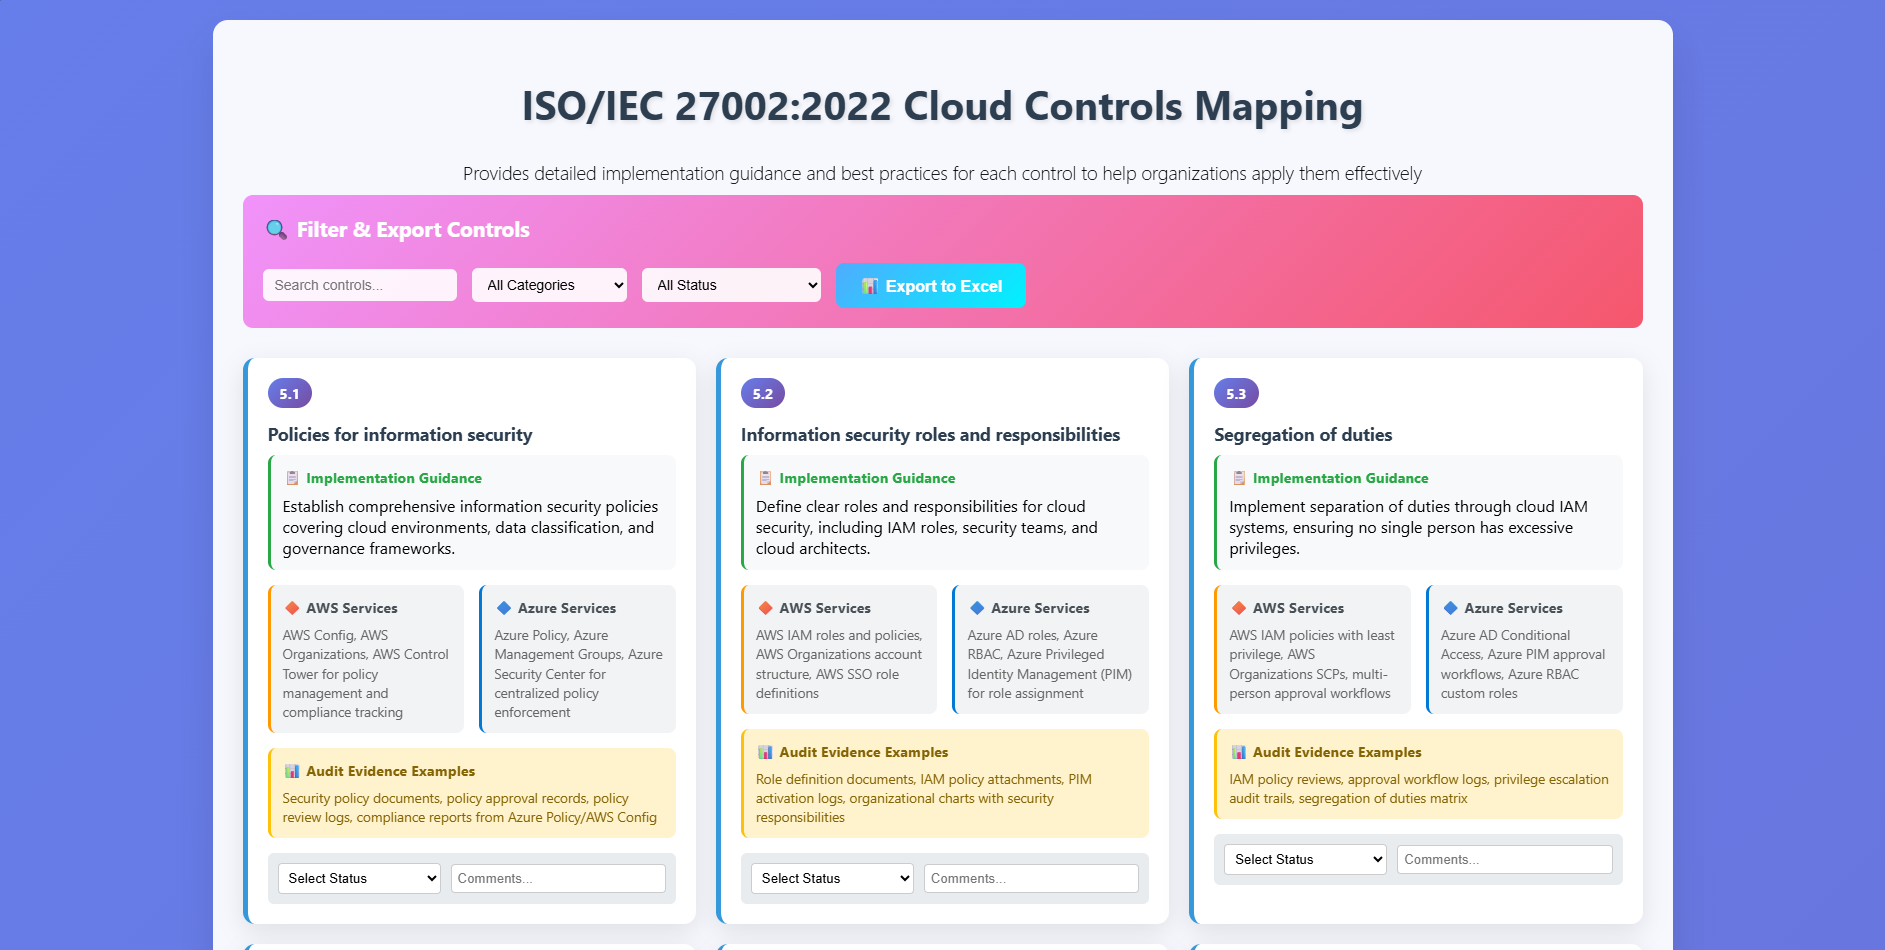 ISO/IEC 27002:2022 Cloud Controls Mapping
Provides detailed implementation guidance and best practices for each control to help organizations apply them effectively
Filter & Export Controls
Search controls...
All Categories
All Status
Export to Excel
5.1
Policies for information security
Implementation Guidance
Establish comprehensive information security policies
covering cloud environments, data classification, and
governance frameworks.
AWS Services
AWS Config, AWS
Organizations, AWS Control
Tower for policy
management and
compliance tracking
Azure Services
Azure Policy, Azure
Management Groups, Azure
Security Center for
centralized policy
enforcement
Audit Evidence Examples
Security policy documents, policy approval records, policy
review logs, compliance reports from Azure Policy/AWS Config
Select Status
Comments...
5.2
Information security roles and responsibilities
Implementation Guidance
Define clear roles and responsibilities for cloud
security, including IAM roles, security teams, and
cloud architects.
AWS Services
AWS IAM roles and policies,
AWS Organizations account
structure, AWS SSO role
definitions
Azure Services
Azure AD roles, Azure
RBAC, Azure Privileged
Identity Management (PIM)
for role assignment
Audit Evidence Examples
Role definition documents, IAM policy attachments, PIM
activation logs, organizational charts with security
responsibilities
Select Status
Comments...
5.3
Segregation of duties
Implementation Guidance
Implement separation of duties through cloud IAM
systems, ensuring no single person has excessive
privileges.
AWS Services
AWS IAM policies with least
privilege, AWS
Organizations SCPs, multi-
person approval workflows
Azure Services
Azure AD Conditional
Access, Azure PIM approval
workflows, Azure RBAC
custom roles
Audit Evidence Examples
IAM policy reviews, approval workflow logs, privilege escalation
audit trails, segregation of duties matrix
Select Status
Comments...